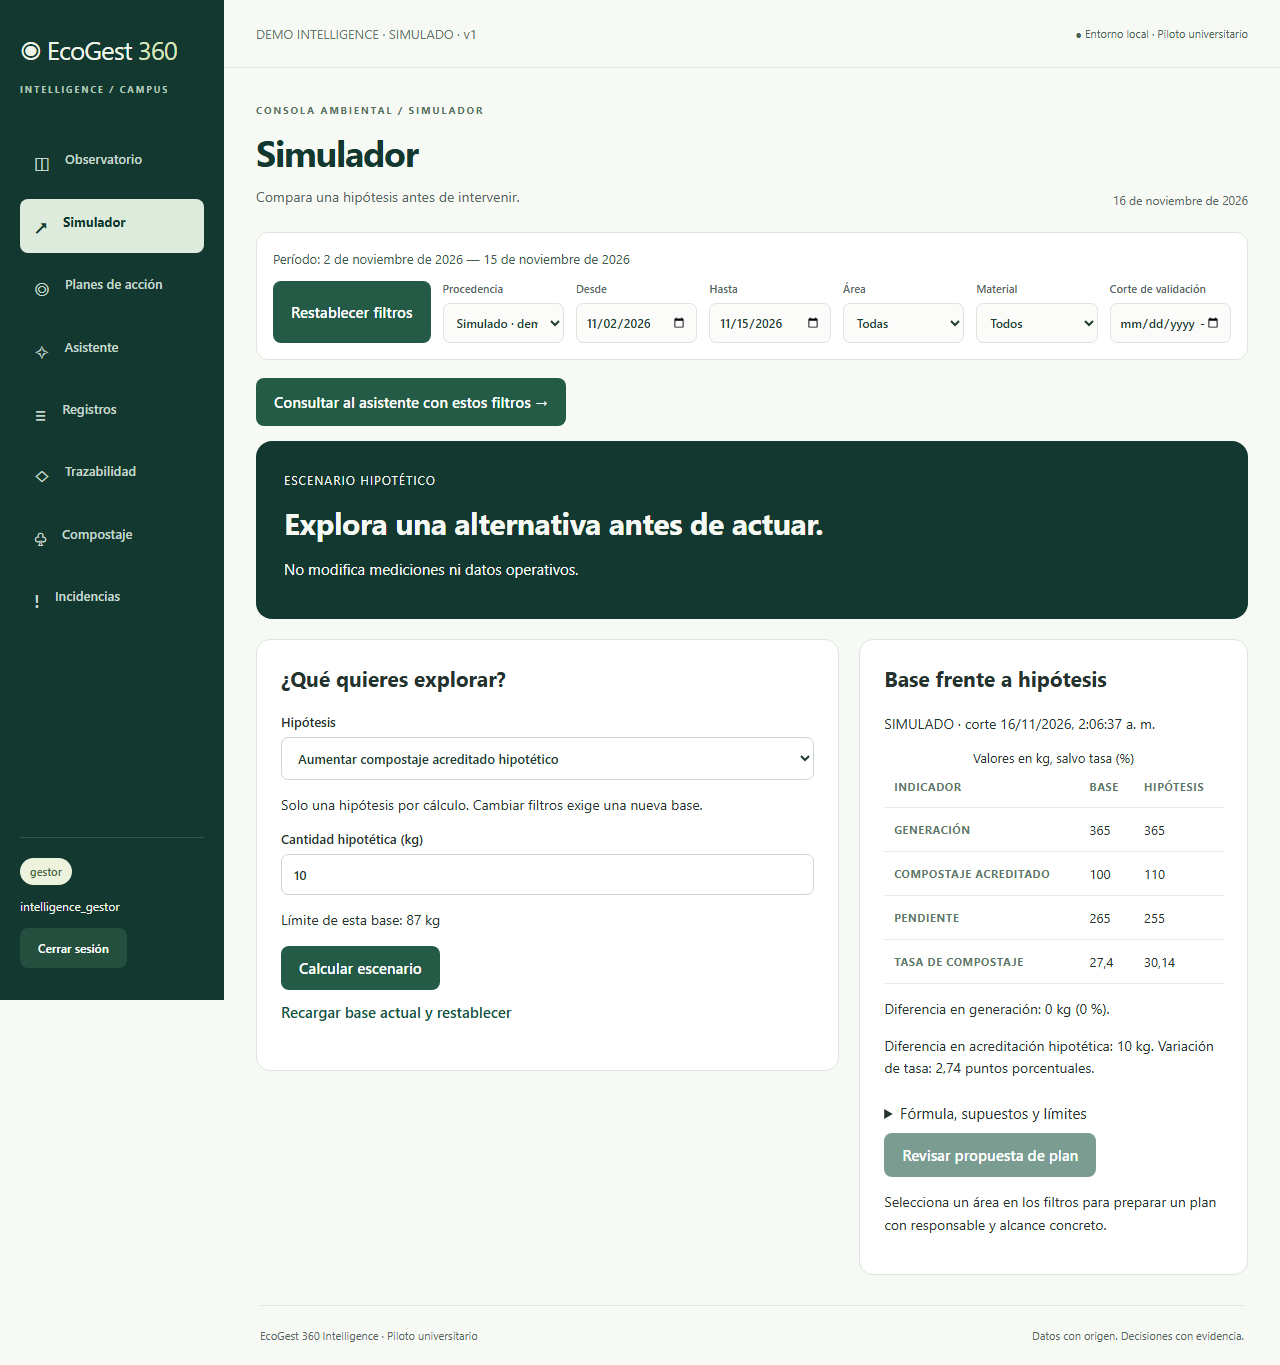 EcoGest 360
INTELLIGENCE / CAMPUS
Observatorio
Simulador
Planes de acción
Asistente
Registros
Trazabilidad
Compostaje
Incidencias
gestor
intelligence_gestor
Cerrar sesión
DEMO INTELLIGENCE · SIMULADO · v1
Entorno local · Piloto universitario
CONSOLA AMBIENTAL / SIMULADOR
Simulador
Compara una hipótesis antes de intervenir.
16 de noviembre de 2026
Período: 2 de noviembre de 2026 — 15 de noviembre de 2026
Restablecer filtros
Procedencia
Simulado · dem
Desde
11/02/2026
Hasta
11/15/2026
Área
Todas
Material
Todos
Corte de validación
mm/dd/yyyy -
Consultar al asistente con estos filtros →
ESCENARIO HIPOTÉTICO
Explora una alternativa antes de actuar.
No modifica mediciones ni datos operativos.
¿Qué quieres explorar?
Hipótesis
Aumentar compostaje acreditado hipotético
Solo una hipótesis por cálculo. Cambiar filtros exige una nueva base.
Cantidad hipotética (kg)
10
Límite de esta base: 87 kg
Calcular escenario
Recargar base actual y restablecer
Base frente a hipótesis
SIMULADO · corte 16/11/2026, 2:06:37 a. m.
Valores en kg, salvo tasa (%)
INDICADOR BASE HIPÓTESIS
GENERACIÓN 365 365
COMPOSTAJE ACREDITADO 100 110
PENDIENTE 265 255
TASA DE COMPOSTAJE 27,4 30,14
Diferencia en generación: 0 kg (0 %).
Diferencia en acreditación hipotética: 10 kg. Variación
de tasa: 2,74 puntos porcentuales.
Fórmula, supuestos y límites
Revisar propuesta de plan
Selecciona un área en los filtros para preparar un plan
con responsable y alcance concreto.
EcoGest 360 Intelligence · Piloto universitario
Datos con origen. Decisiones con evidencia.